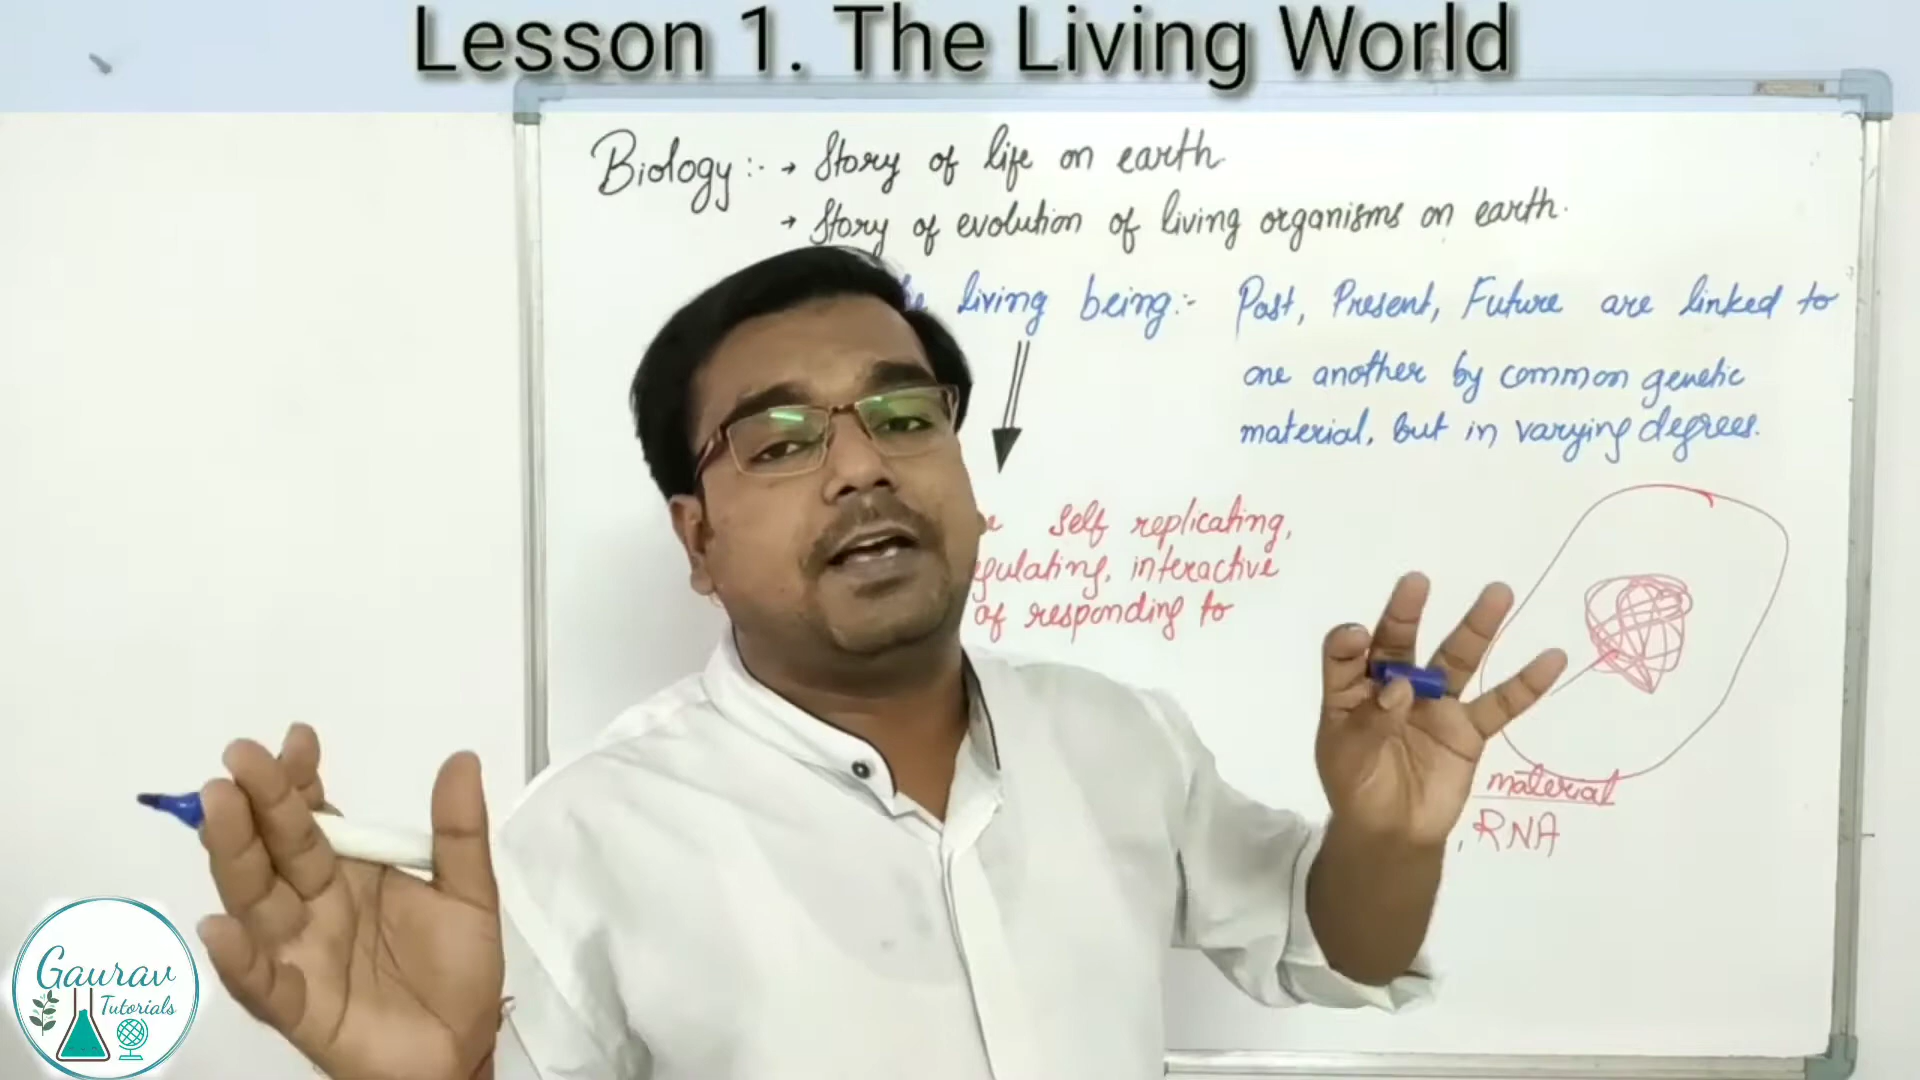 Lesson 1. The Living World
Biology:- → Story of life on earth
→ Story of evolution of living organisms on earth.
living being:- Past, Present, Future are linked to
one another by common genetic
material, but in varying degrees.
self replicating,
interactive
of responding to
material
, RNA
Gaurav
Tutorials